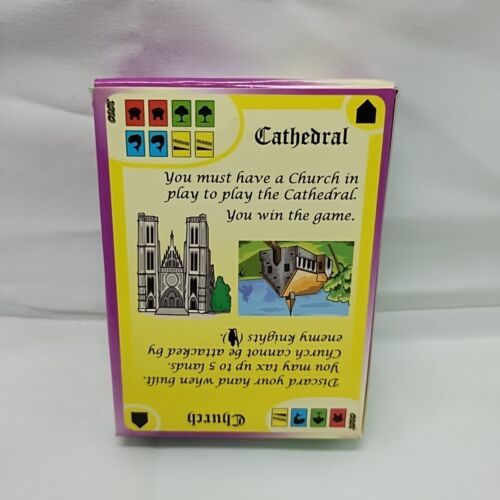 Cathedral
You must have a Church in
play to play the Cathedral.
You win the game.
Church
Discard your hand when built.
You may tax up to 5 lands.
Church cannot be attacked by
enemy knights ( ).